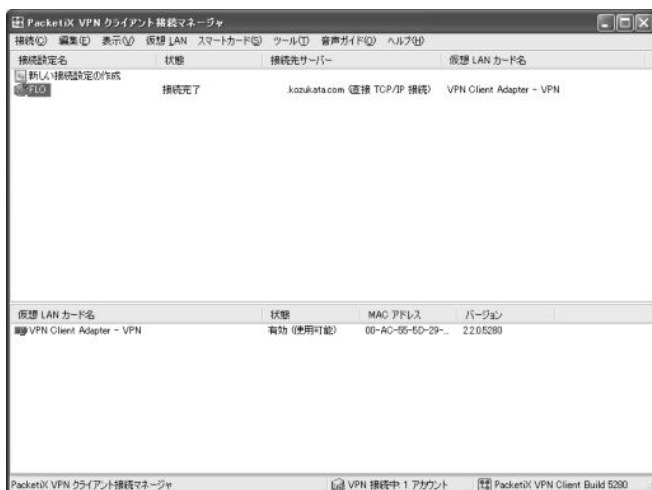 PacketiX VPN クライアント接続マネージャ
接続(C) 編集(E) 表示(V) 仮想 LAN スマートカード(S) ツール(T) 音声ガイド(Q) ヘルプ(H)
接続設定名 状態 接続先サーバー 仮想 LAN カード名
新しい接続設定の作成
FLO 接続完了 .kozukata.com (直接 TCP/IP 接続) VPN Client Adapter - VPN
仮想 LAN カード名 状態 MAC アドレス バージョン
VPN Client Adapter - VPN 有効 (使用可能) 00-AC-55-5D-29-... 2.20.5280
PacketiX VPN クライアント接続マネージャ VPN 接続中: 1 アカウント PacketiX VPN Client Build 5280